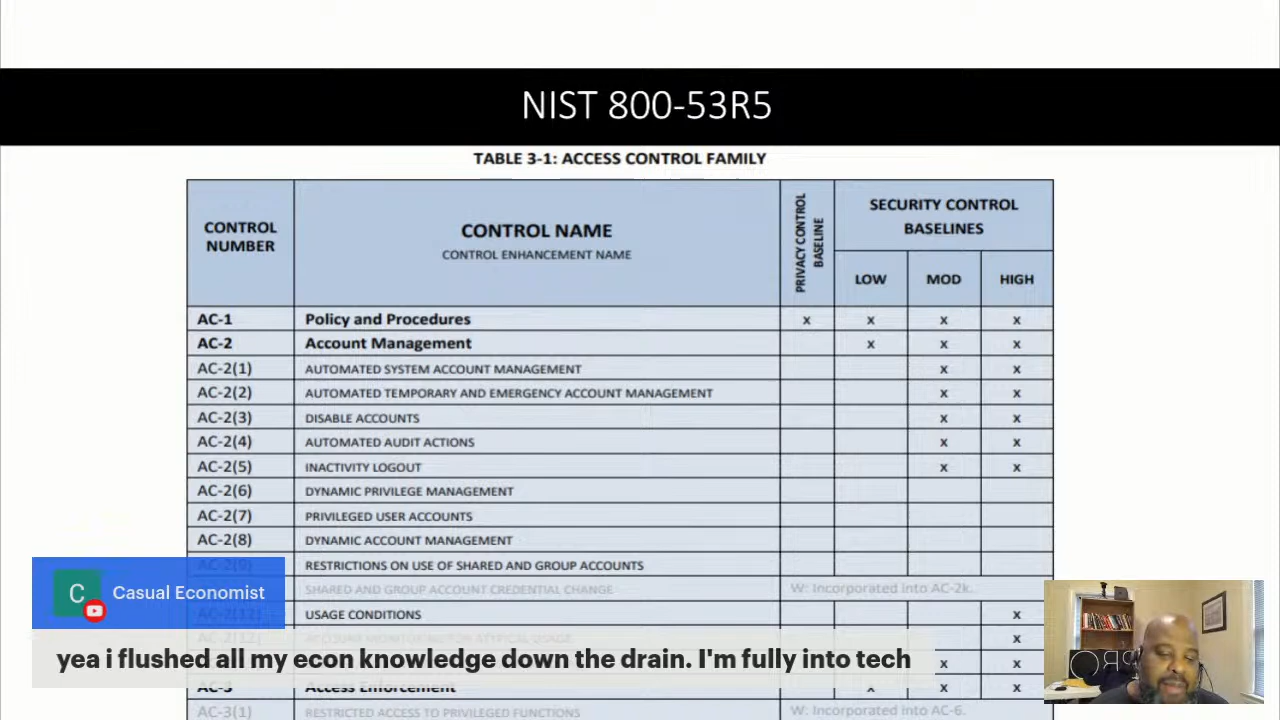 NIST 800-53R5
TABLE 3-1: ACCESS CONTROL FAMILY
CONTROL NUMBER
CONTROL NAME
CONTROL ENHANCEMENT NAME
PRIVACY CONTROL BASELINE
SECURITY CONTROL BASELINES
LOW MOD HIGH
AC-1 Policy and Procedures x x x x
AC-2 Account Management x x x
AC-2(1) AUTOMATED SYSTEM ACCOUNT MANAGEMENT x x
AC-2(2) AUTOMATED TEMPORARY AND EMERGENCY ACCOUNT MANAGEMENT x x
AC-2(3) DISABLE ACCOUNTS x x
AC-2(4) AUTOMATED AUDIT ACTIONS x x
AC-2(5) INACTIVITY LOGOUT x x
AC-2(6) DYNAMIC PRIVILEGE MANAGEMENT
AC-2(7) PRIVILEGED USER ACCOUNTS
AC-2(8) DYNAMIC ACCOUNT MANAGEMENT
RESTRICTIONS ON USE OF SHARED AND GROUP ACCOUNTS
SHARED AND GROUP ACCOUNT CREDENTIAL CHANGE W: Incorporated into AC-2k.
USAGE CONDITIONS x
x
x x
AC-3 Access Enforcement x x x
AC-3(1) RESTRICTED ACCESS TO PRIVILEGED FUNCTIONS W: Incorporated into AC-6.
C Casual Economist
yea i flushed all my econ knowledge down the drain. I'm fully into tech